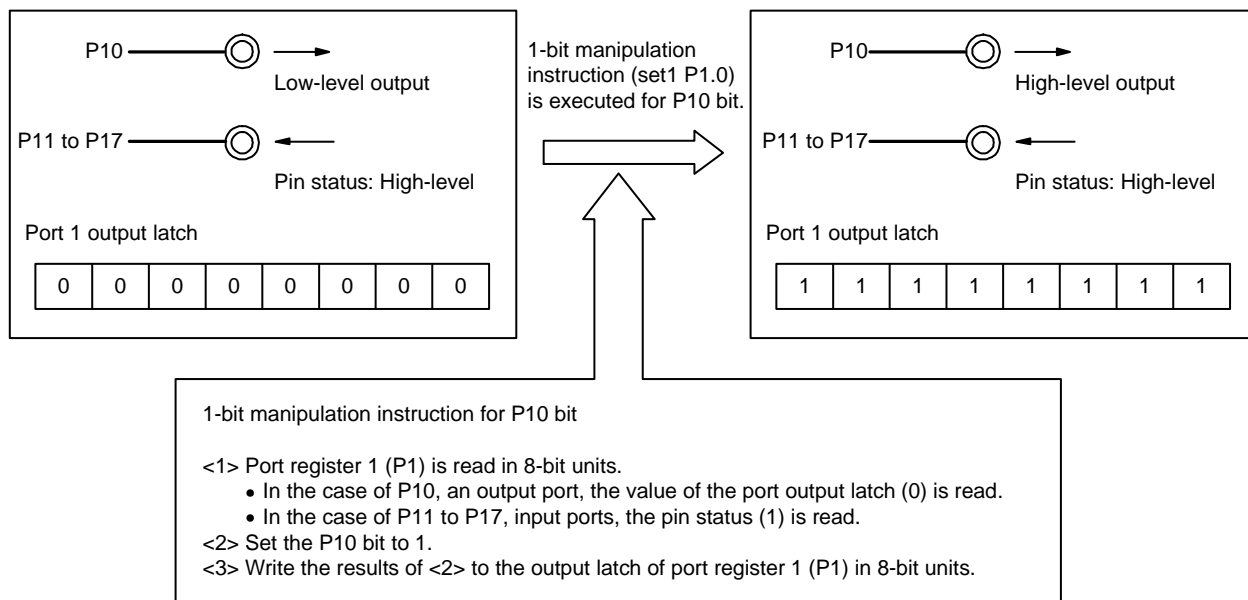 P10
Low-level output
P11 to P17
Pin status: High-level
Port 1 output latch
0 0 0 0 0 0 0 0
1-bit manipulation
instruction (set1 P1.0)
is executed for P10 bit.
P10
High-level output
P11 to P17
Pin status: High-level
Port 1 output latch
1 1 1 1 1 1 1 1
1-bit manipulation instruction for P10 bit
<1> Port register 1 (P1) is read in 8-bit units.
• In the case of P10, an output port, the value of the port output latch (0) is read.
• In the case of P11 to P17, input ports, the pin status (1) is read.
<2> Set the P10 bit to 1.
<3> Write the results of <2> to the output latch of port register 1 (P1) in 8-bit units.